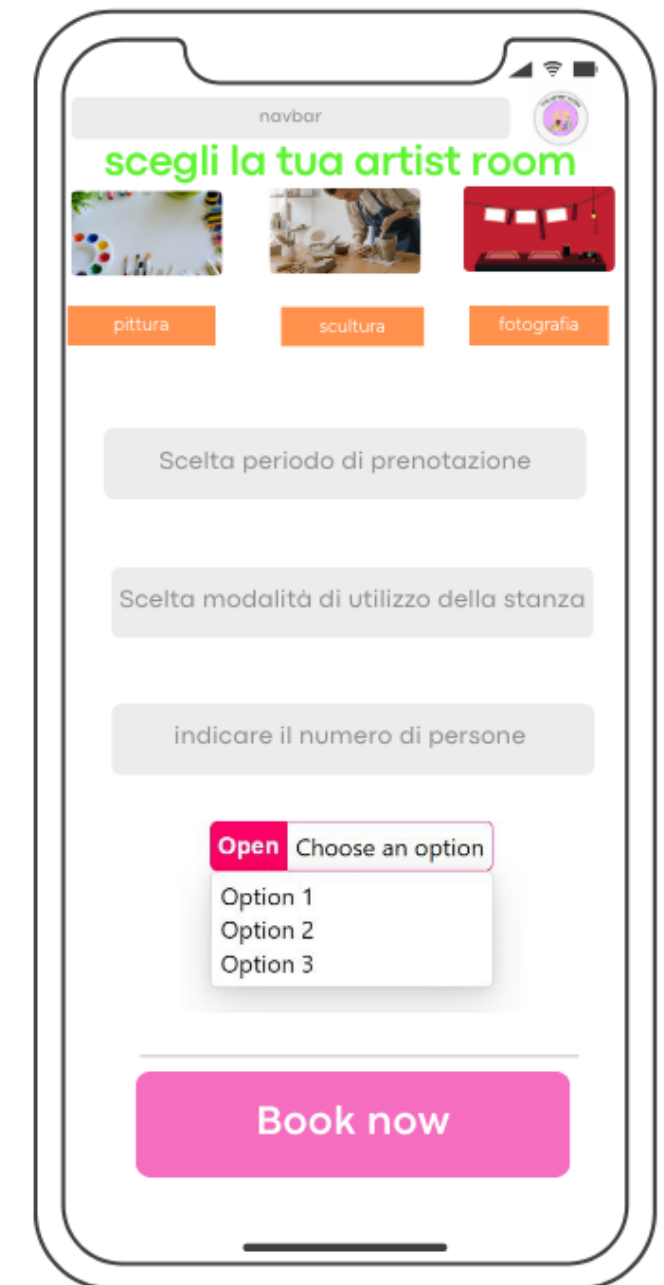 navbar
scegli la tua artist room
pittura
scultura
fotografia
Scelta periodo di prenotazione
Scelta modalità di utilizzo della stanza
indicare il numero di persone
Open Choose an option
Option 1
Option 2
Option 3
Book now